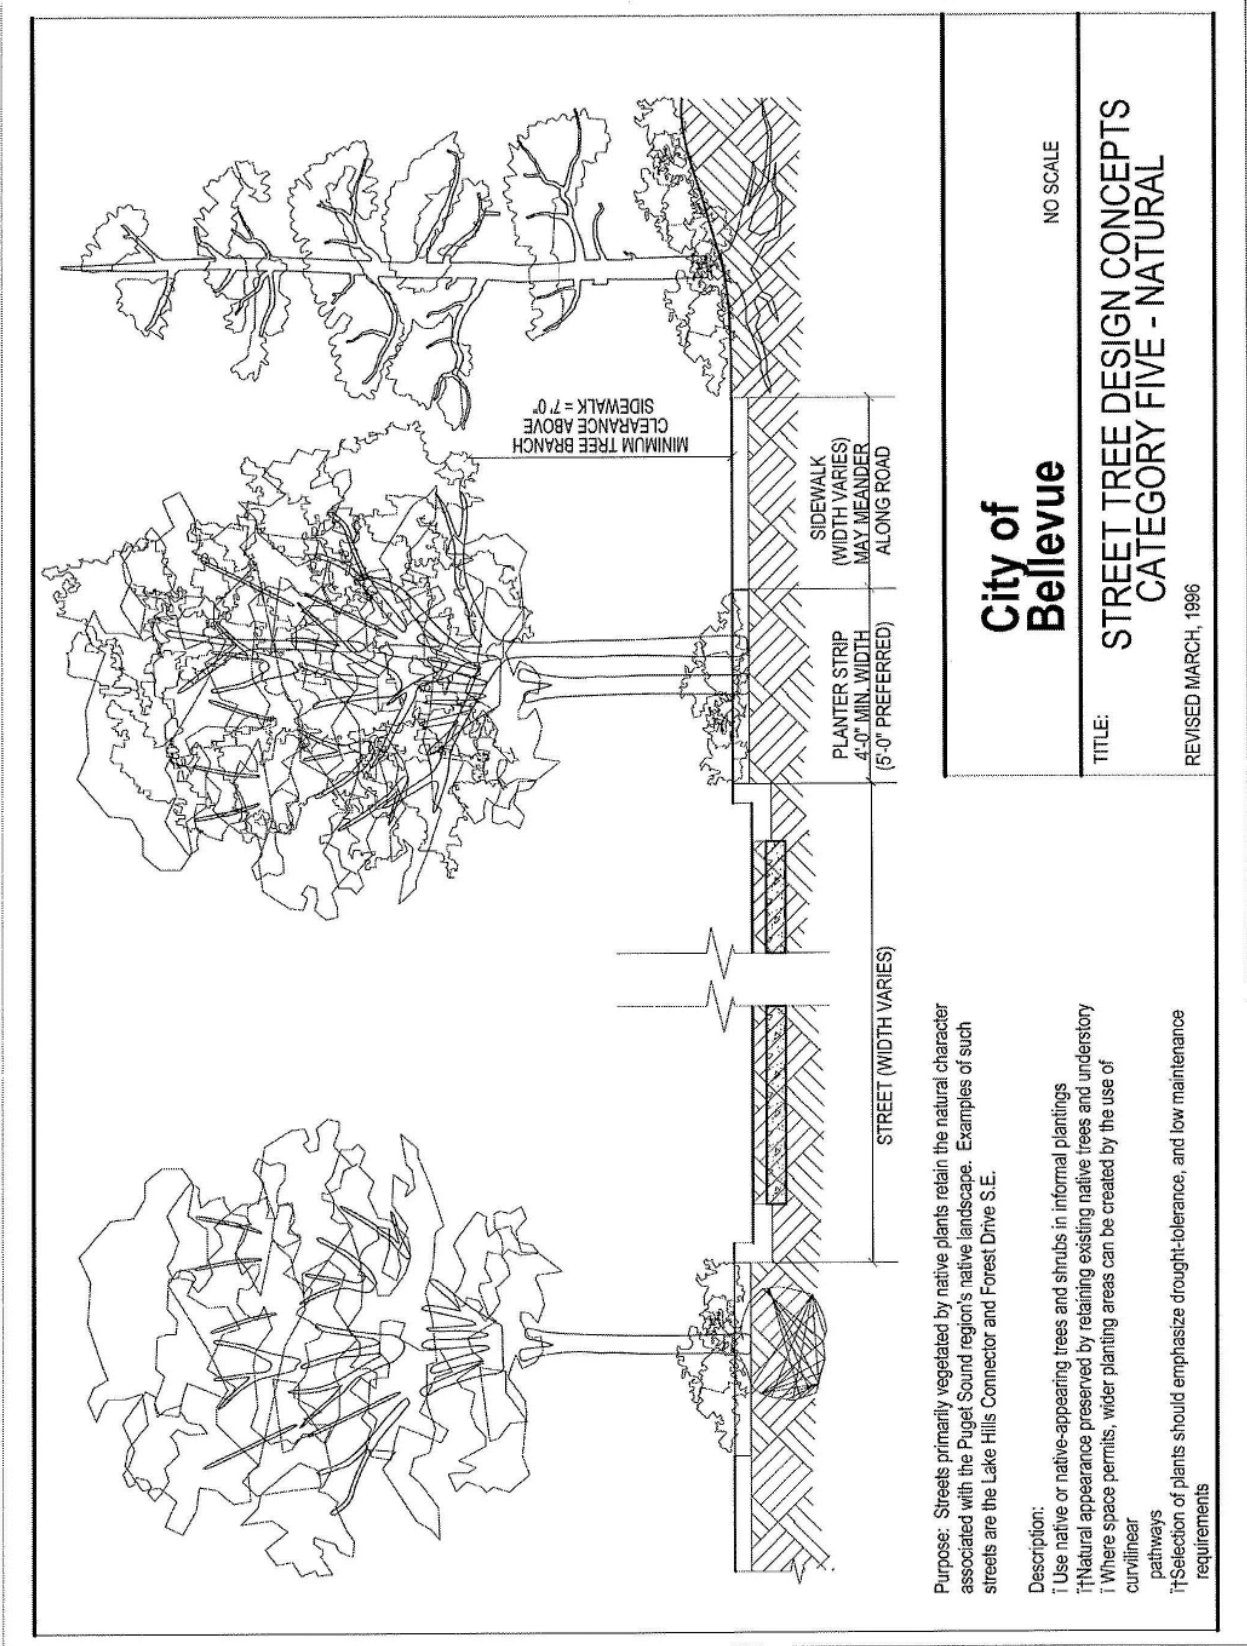 MINIMUM TREE BRANCH
CLEARANCE ABOVE
SIDEWALK = 7'0"
SIDEWALK
(WIDTH VARIES)
MAY MEANDER
ALONG ROAD
PLANTER STRIP
4'-0" MIN. WIDTH
(5'-0" PREFERRED)
STREET (WIDTH VARIES)
Purpose: Streets primarily vegetated by native plants retain the natural character
associated with the Puget Sound region's native landscape. Examples of such
streets are the Lake Hills Connector and Forest Drive S.E.
Description:
ï Use native or native-appearing trees and shrubs in informal plantings
ï†Natural appearance preserved by retaining existing native trees and understory
ï Where space permits, wider planting areas can be created by the use of
curvilinear
pathways
ï†Selection of plants should emphasize drought-tolerance, and low maintenance
requirements
City of
Bellevue
NO SCALE
TITLE:
STREET TREE DESIGN CONCEPTS
CATEGORY FIVE - NATURAL
REVISED MARCH, 1996